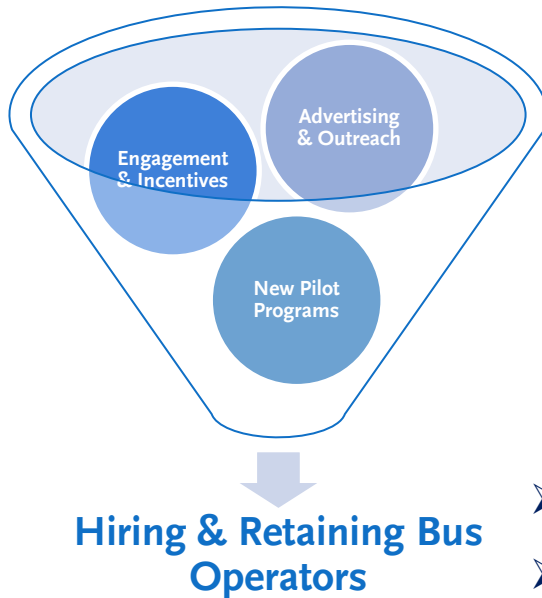 Advertising
& Outreach
Engagement
& Incentives
New Pilot
Programs
Hiring & Retaining Bus
Operators